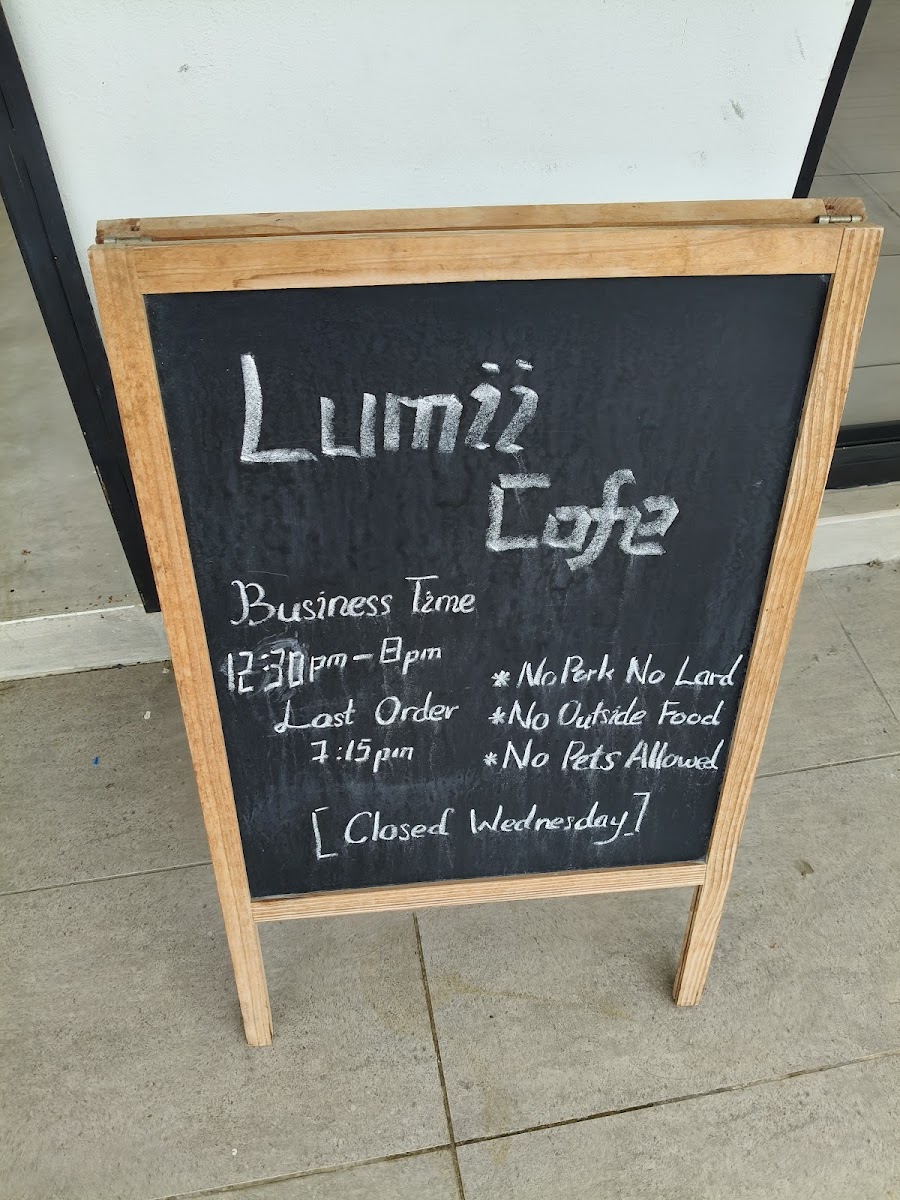 Lumii
Cafe
Business Time
12:30pm - 8pm
Last Order
7:15pm
*No Pork No Lard
*No Outside Food
*No Pets Allowed
[Closed Wednesday]